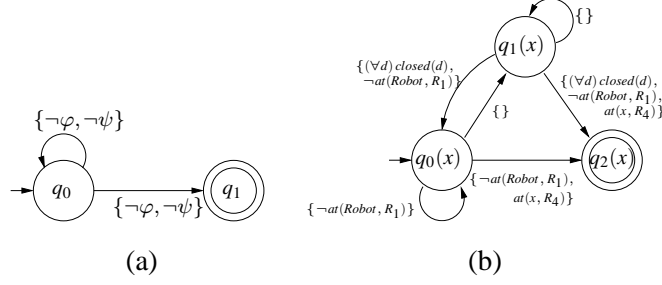 {¬φ, ¬ψ}
q₀
{¬φ, ¬ψ}
q₁
(a)
{}
q₁(x)
{(∀d) closed(d),
¬at(Robot, R₁)}
{}
{(∀d) closed(d),
¬at(Robot, R₁),
at(x, R₄)}
q₀(x)
q₂(x)
{¬at(Robot, R₁),
at(x, R₄)}
{¬at(Robot, R₁)}
(b)